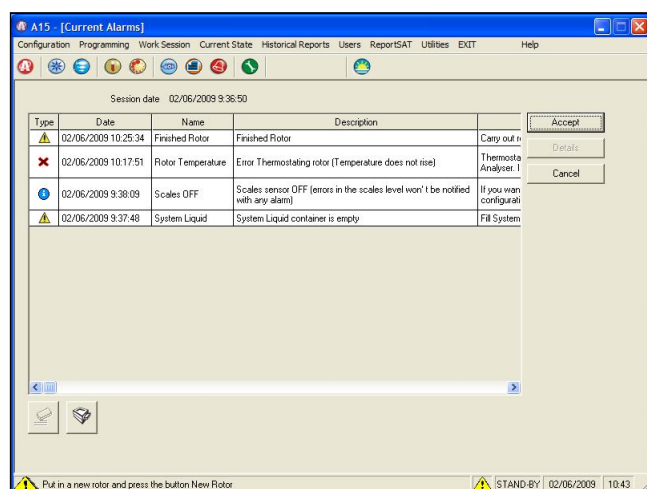 A15 - [Current Alarms]
Configuration Programming Work Session Current State Historical Reports Users ReportSAT Utilities EXIT Help
Session date 02/06/2009 9:36:50
Type Date Name Description
02/06/2009 10:25:34 Finished Rotor Finished Rotor Carry out
02/06/2009 10:17:51 Rotor Temperature Error Thermostating rotor (Temperature does not rise) Thermosta
Analyser. I
02/06/2009 9:38:09 Scales OFF Scales sensor OFF (errors in the scales level won't be notified If you wan
with any alarm) configurati
02/06/2009 9:37:48 System Liquid System Liquid container is empty Fill System
Accept
Details
Cancel
Put in a new rotor and press the button New Rotor STAND-BY 02/06/2009 10:43